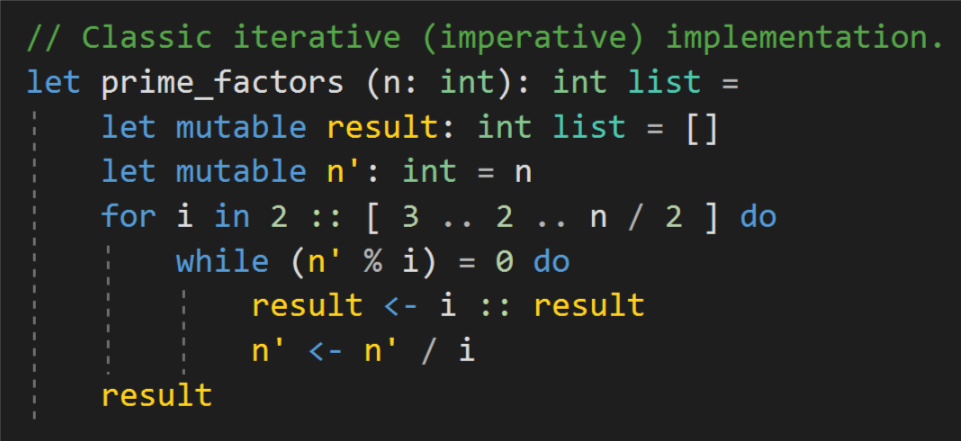 // Classic iterative (imperative) implementation.
let prime_factors (n: int): int list =
    let mutable result: int list = []
    let mutable n': int = n
    for i in 2 :: [ 3 .. 2 .. n / 2 ] do
        while (n' % i) = 0 do
            result <- i :: result
            n' <- n' / i
    result